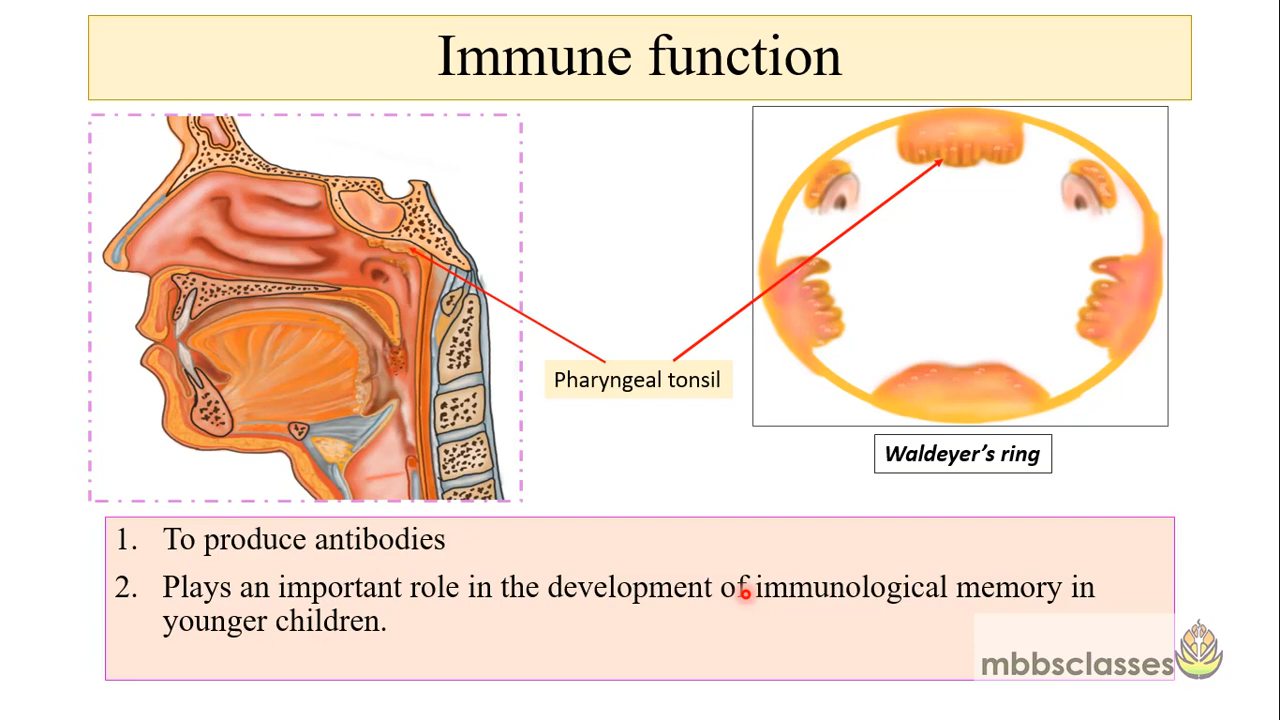 Immune function
Pharyngeal tonsil
Waldeyer's ring
1. To produce antibodies
2. Plays an important role in the development of immunological memory in
younger children.
mbbsclasses